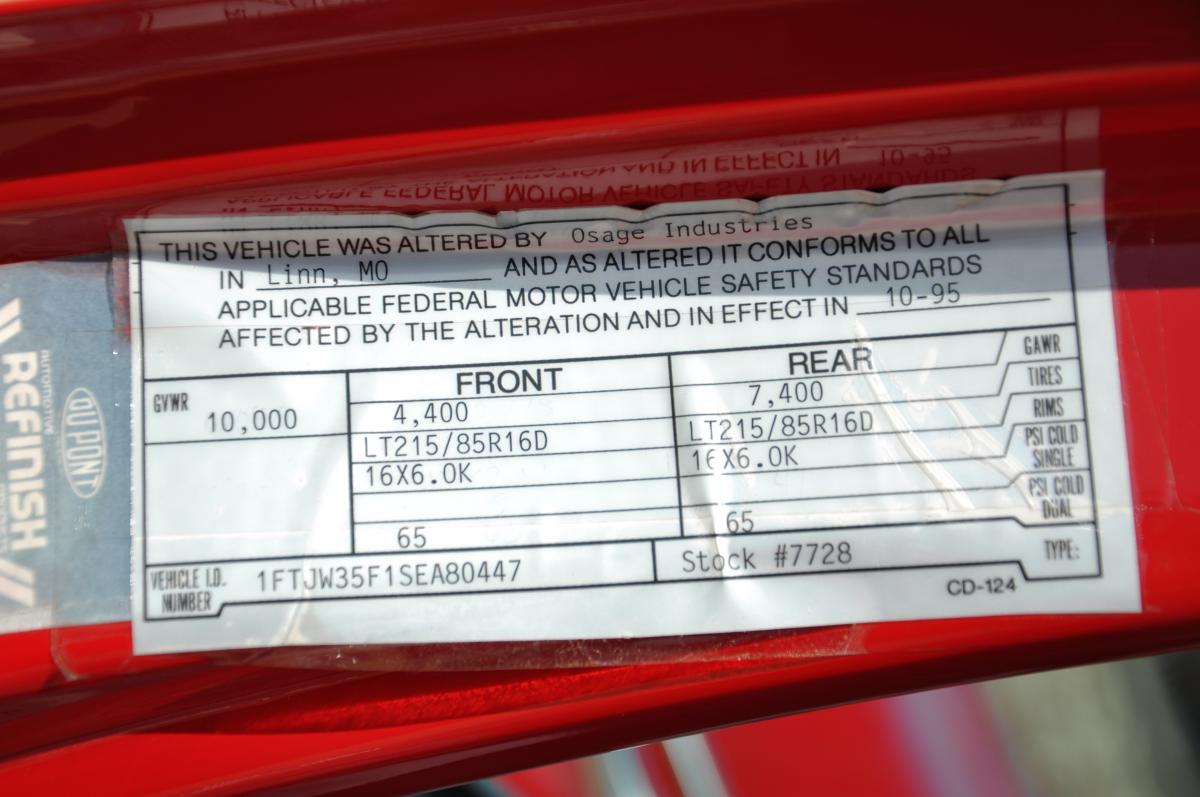 THIS VEHICLE WAS ALTERED BY Osage Industries
IN Linn, MO AND AS ALTERED IT CONFORMS TO ALL
APPLICABLE FEDERAL MOTOR VEHICLE SAFETY STANDARDS
AFFECTED BY THE ALTERATION AND IN EFFECT IN 10-95
FRONT REAR GAWR
GVWR 10,000 4,400 7,400 TIRES
LT215/85R16D LT215/85R16D RIMS
16X6.0K 16X6.0K PSI COLD
SINGLE
PSI COLD
65 65 DUAL
VEHICLE I.D.
NUMBER 1FTJW35F1SEA80447 Stock #7728 TYPE:
CD-124
DUPONT
AUTOMOTIVE
REFINISH